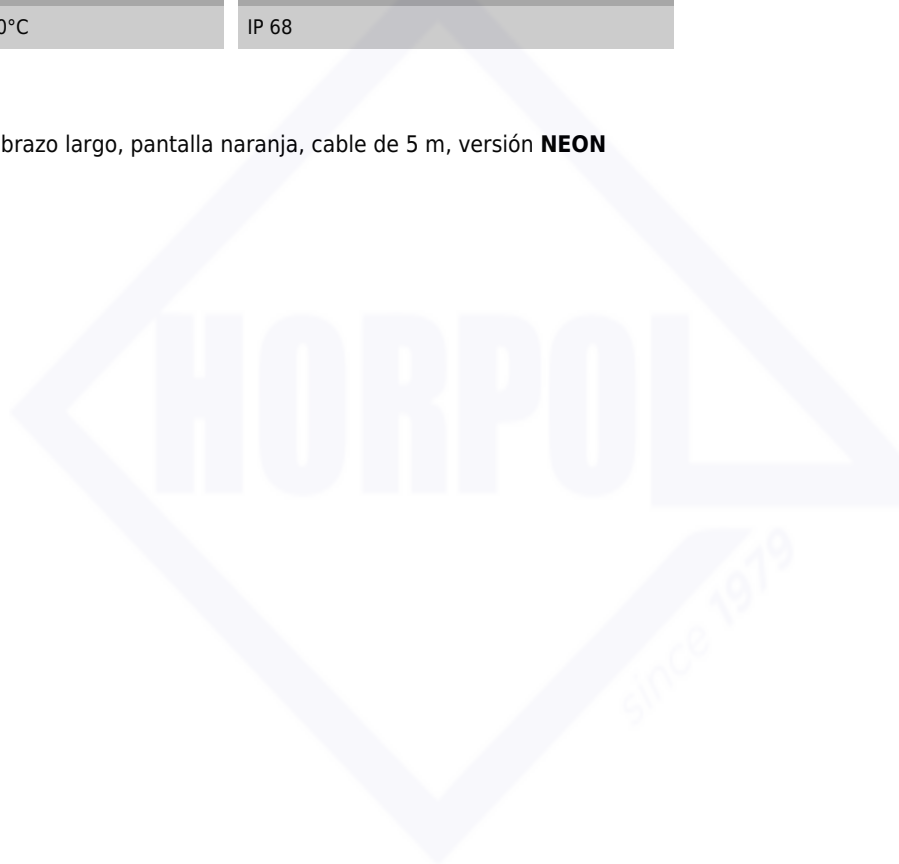 0°C IP 68
brazo largo, pantalla naranja, cable de 5 m, versión NEON
HORPOL
since 1979